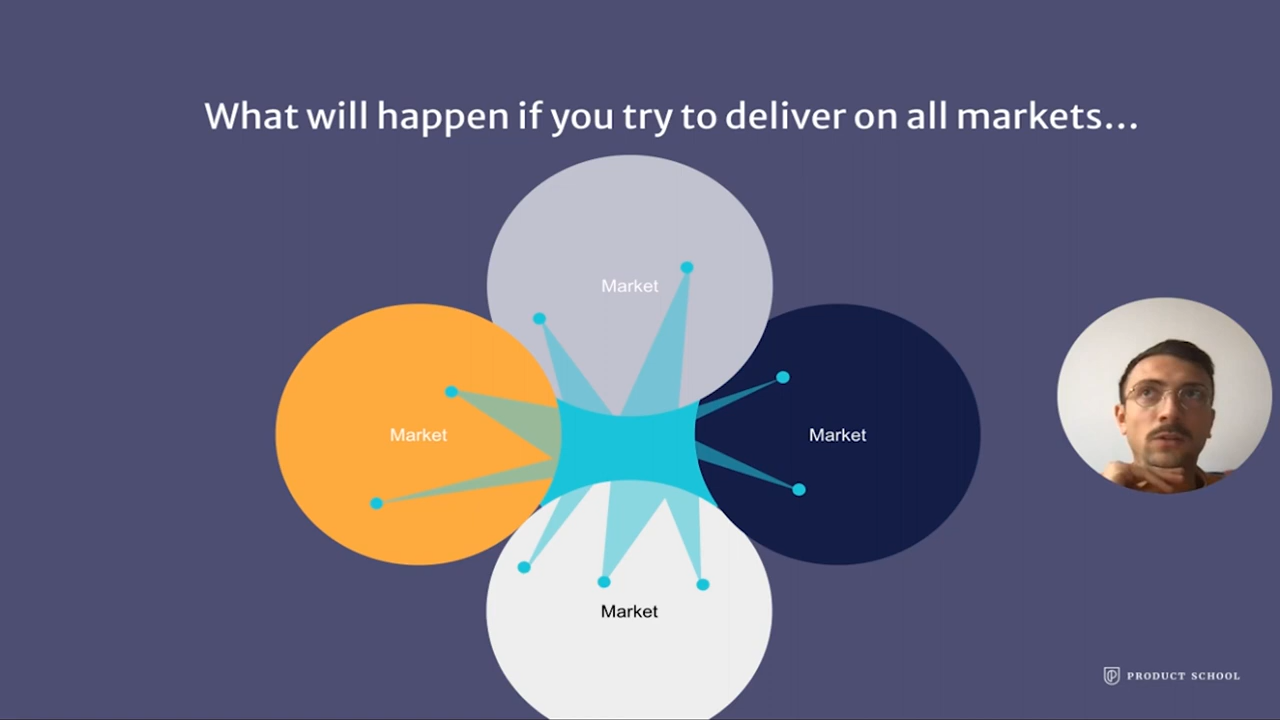 What will happen if you try to deliver on all markets...
Market
Market
Market
Market
PRODUCT SCHOOL